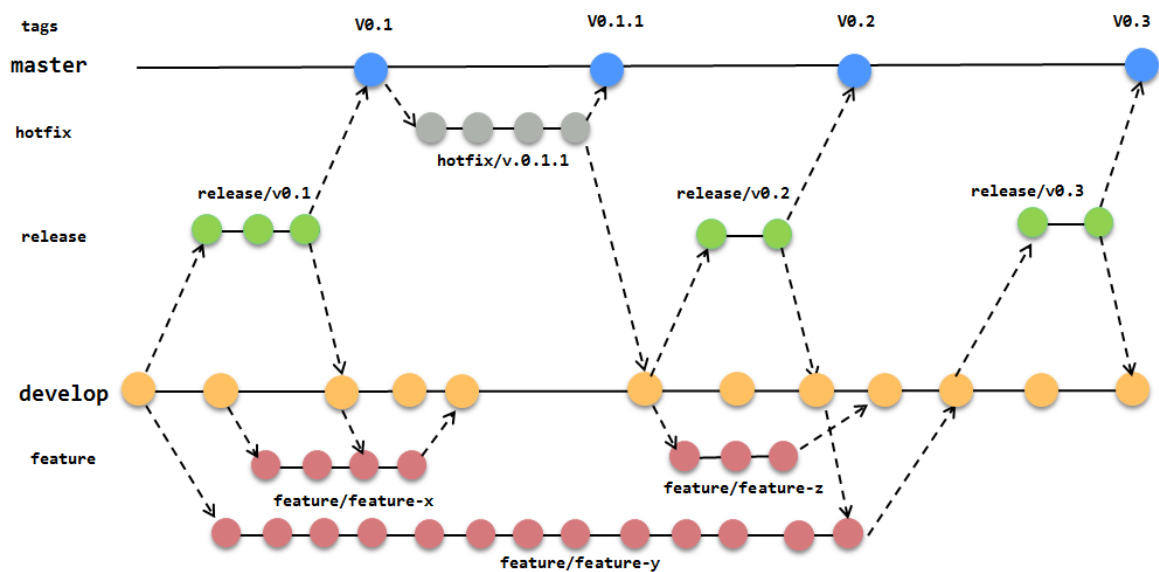 tags
V0.1
V0.1.1
V0.2
V0.3
master
hotfix
hotfix/v.0.1.1
release/v0.1
release/v0.2
release/v0.3
release
develop
feature
feature/feature-x
feature/feature-z
feature/feature-y